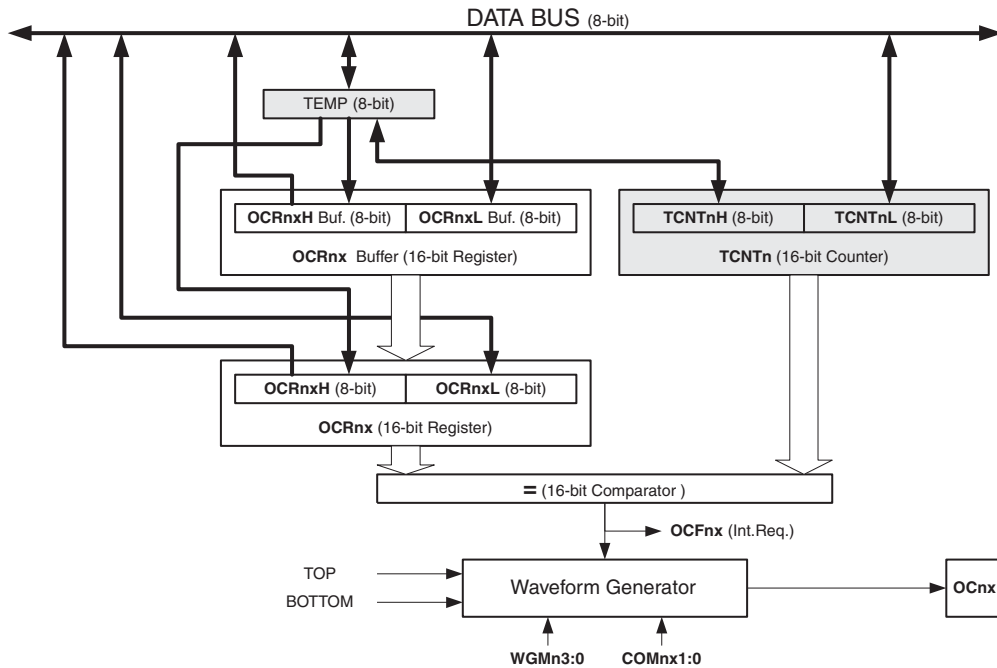 DATA BUS (8-bit)
TEMP (8-bit)
OCRnxH Buf. (8-bit) OCRnxL Buf. (8-bit)
OCRnx Buffer (16-bit Register)
TCNTnH (8-bit) TCNTnL (8-bit)
TCNTn (16-bit Counter)
OCRnxH (8-bit) OCRnxL (8-bit)
OCRnx (16-bit Register)
= (16-bit Comparator )
OCFnx (Int.Req.)
TOP
BOTTOM
Waveform Generator
OCnx
WGMn3:0 COMnx1:0